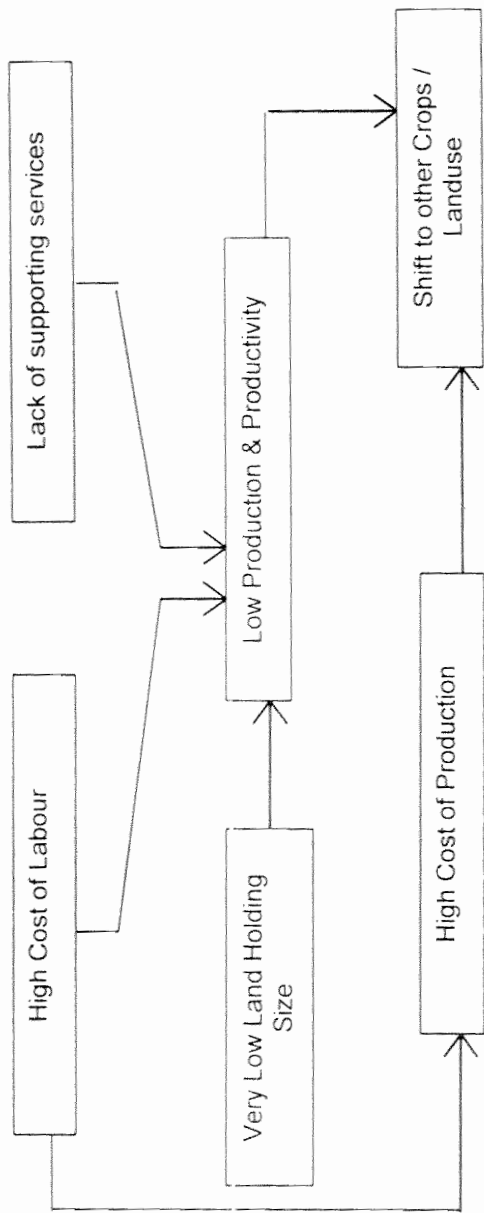 High Cost of Labour
Lack of supporting services
Very Low Land Holding
Size
Low Production & Productivity
High Cost of Production
Shift to other Crops /
Landuse